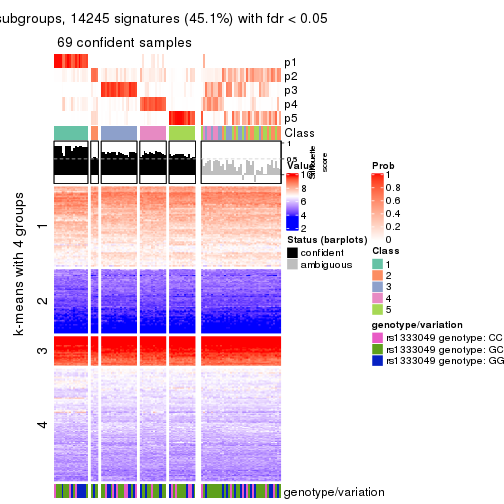 subgroups, 14245 signatures (45.1%) with fdr < 0.05
69 confident samples
p1
p2
p3
p4
p5
Class
1
0.5
Silhouette
score
Value
10
8
6
4
2
Status (barplots)
confident
ambiguous
Prob
1
0.8
0.6
0.4
0.2
0
Class
1
2
3
4
5
genotype/variation
rs1333049 genotype: CC
rs1333049 genotype: GC
rs1333049 genotype: GG
k-means with 4 groups
1
2
3
4
genotype/variation